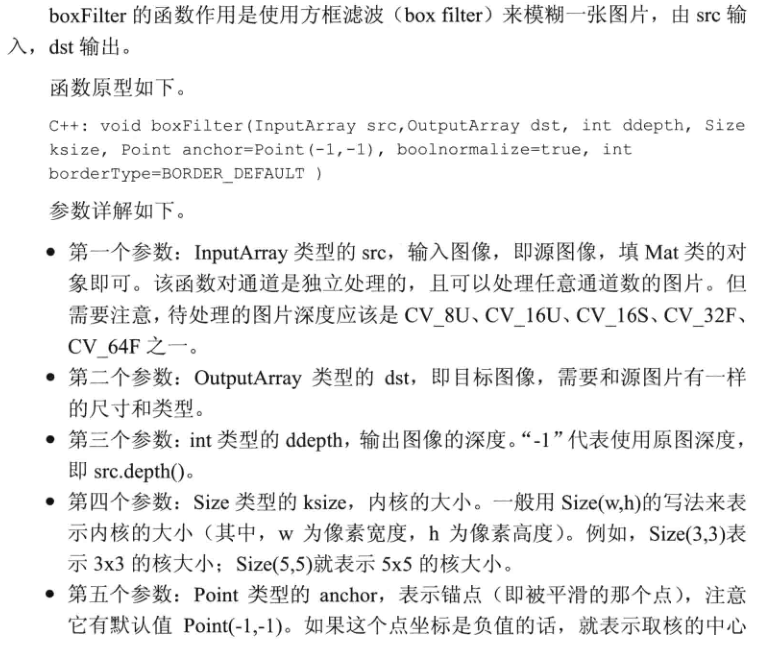 boxFilter 的函数作用是使用方框滤波（box filter）来模糊一张图片，由 src 输
入，dst 输出。
函数原型如下。
C++: void boxFilter(InputArray src,OutputArray dst, int ddepth, Size
ksize, Point anchor=Point(-1,-1), boolnormalize=true, int
borderType=BORDER_DEFAULT )
参数详解如下。
● 第一个参数：InputArray 类型的 src，输入图像，即源图像，填 Mat 类的对
象即可。该函数对通道是独立处理的，且可以处理任意通道数的图片。但
需要注意，待处理的图片深度应该是 CV_8U、CV_16U、CV_16S、CV_32F、
CV_64F 之一。
● 第二个参数：OutputArray 类型的 dst，即目标图像，需要和源图片有一样
的尺寸和类型。
● 第三个参数：int 类型的 ddepth，输出图像的深度。“-1”代表使用原图深度，
即 src.depth()。
● 第四个参数：Size 类型的 ksize，内核的大小。一般用 Size(w,h)的写法来表
示内核的大小（其中，w 为像素宽度，h 为像素高度）。例如，Size(3,3)表
示 3x3 的核大小；Size(5,5)就表示 5x5 的核大小。
● 第五个参数：Point 类型的 anchor，表示锚点（即被平滑的那个点），注意
它有默认值 Point(-1,-1)。如果这个点坐标是负值的话，就表示取核的中心